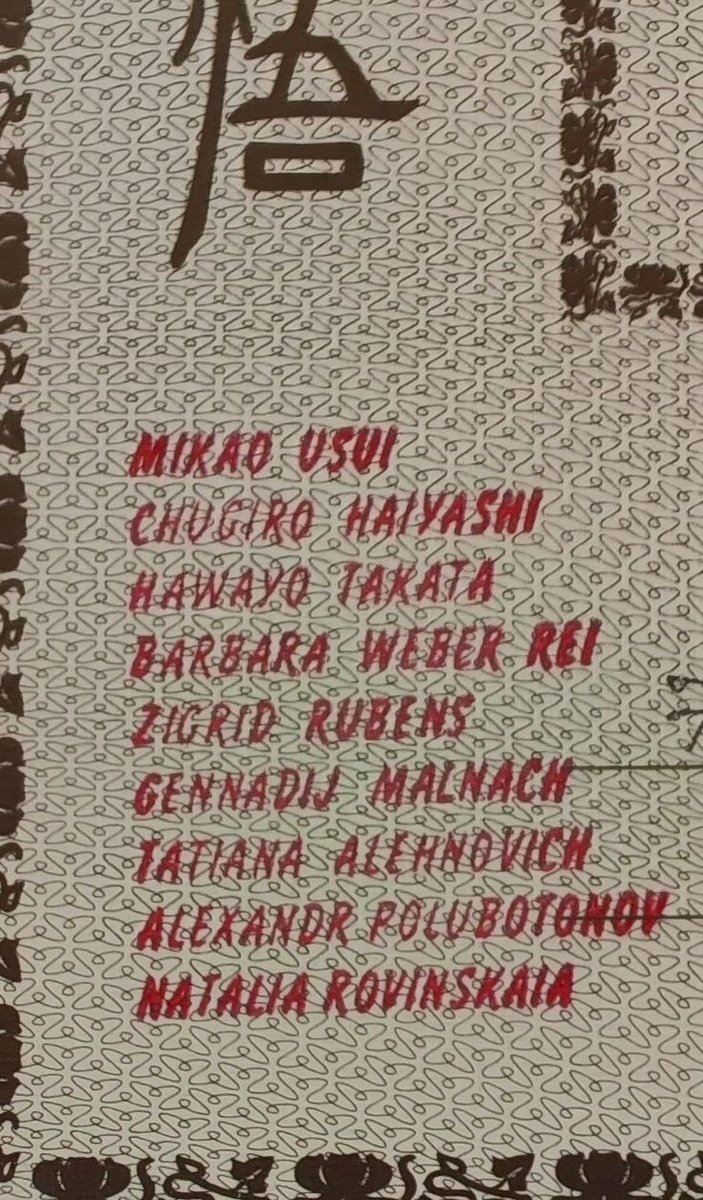 悟
MIKAO USUI
CHUGIRO HAIYASHI
HAWAYO TAKATA
BARBARA WEBER REI
ZIGRID RUBENS
GENNADIJ MALNACH
TATIANA ALEHNOVICH
ALEXANDR POLUBOTONOV
NATALIA ROVINSKAIA